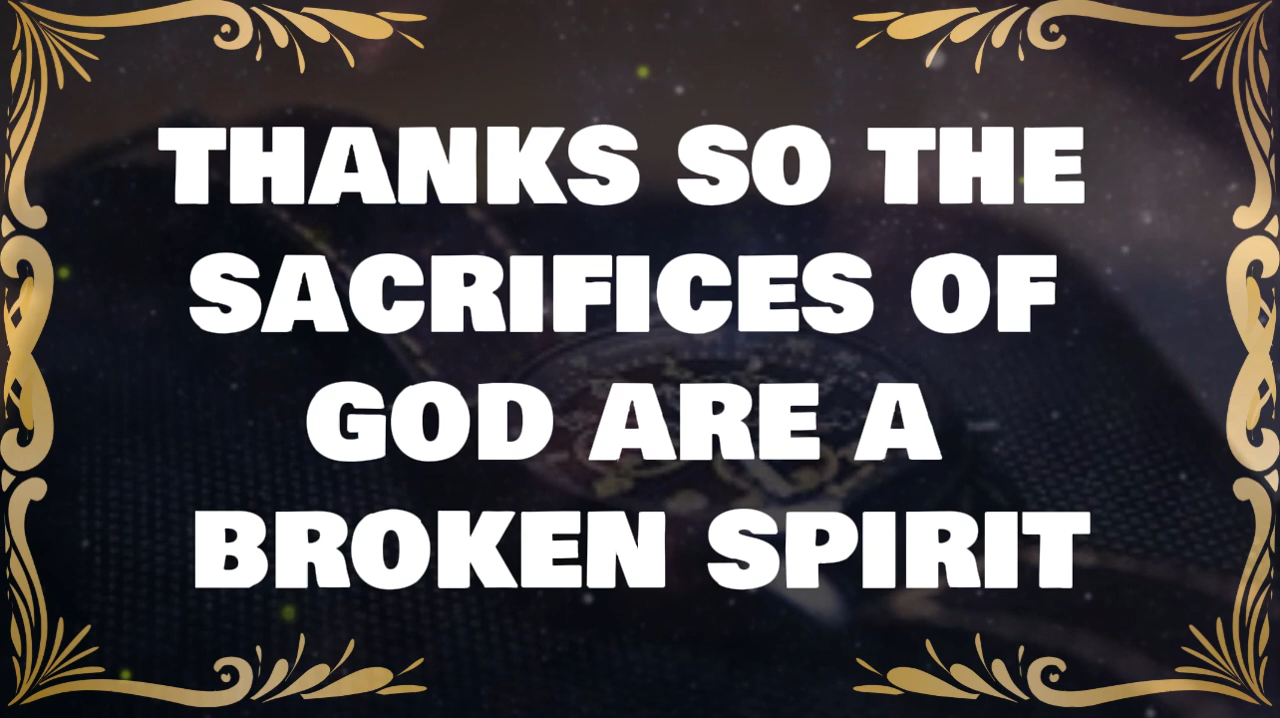 THANKS SO THE
SACRIFICES OF
GOD ARE A
BROKEN SPIRIT